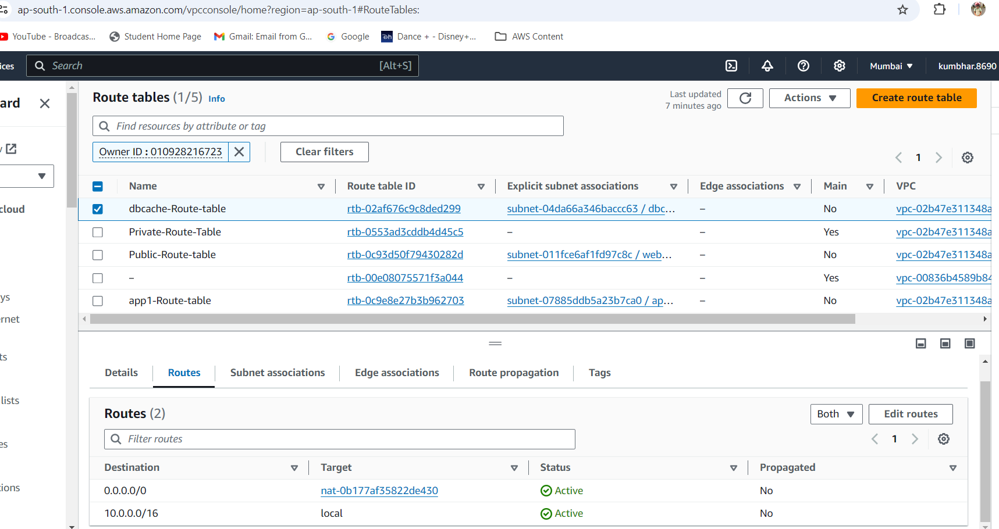 ap-south-1.console.aws.amazon.com/vpcconsole/home?region=ap-south-1#RouteTables:
YouTube - Broadcas... Student Home Page Gmail: Email from G... Google Dance + - Disney+... AWS Content
ices Search [Alt+S] Mumbai kumbhar.8690
ard
Route tables (1/5) Info
Last updated
7 minutes ago
Actions
Create route table
Find resources by attribute or tag
Owner ID : 010928216723
Clear filters
1
cloud
ys
ernet
ts
lists
es
tions
Name Route table ID Explicit subnet associations Edge associations Main VPC
dbcache-Route-table rtb-02af676c9c8ded299 subnet-04da66a346baccc63 / dbc... – No vpc-02b47e311348a
Private-Route-Table rtb-0553ad3cddb4d45c5 – – Yes vpc-02b47e311348a
Public-Route-table rtb-0c93d50f79430282d subnet-011fce6af1fd97c8c / web... – No vpc-02b47e311348a
– rtb-00e08075571f3a044 – – Yes vpc-00836b4589b84
app1-Route-table rtb-0c9e8e27b3b962703 subnet-07885ddb5a23b7ca0 / ap... – No vpc-02b47e311348a
Details Routes Subnet associations Edge associations Route propagation Tags
Routes (2)
Both
Edit routes
Filter routes
1
Destination Target Status Propagated
0.0.0.0/0 nat-0b177af35822de430 Active No
10.0.0.0/16 local Active No